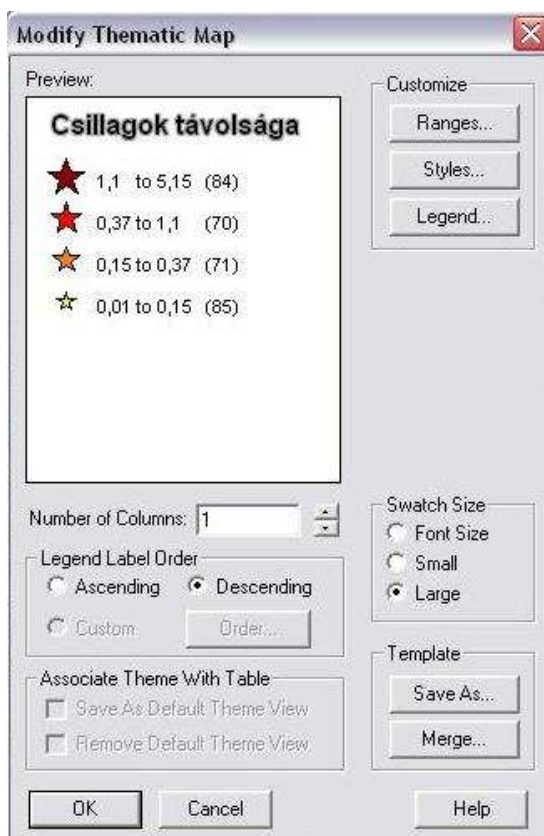 Modify Thematic Map
Preview:
Csillagok távolsága
1,1 to 5,15 (84)
0,37 to 1,1 (70)
0,15 to 0,37 (71)
0,01 to 0,15 (85)
Customize
Ranges...
Styles...
Legend...
Number of Columns: 1
Legend Label Order
Ascending Descending
Custom Order...
Swatch Size
Font Size
Small
Large
Associate Theme With Table
Save As Default Theme View
Remove Default Theme View
Template
Save As...
Merge...
OK Cancel Help